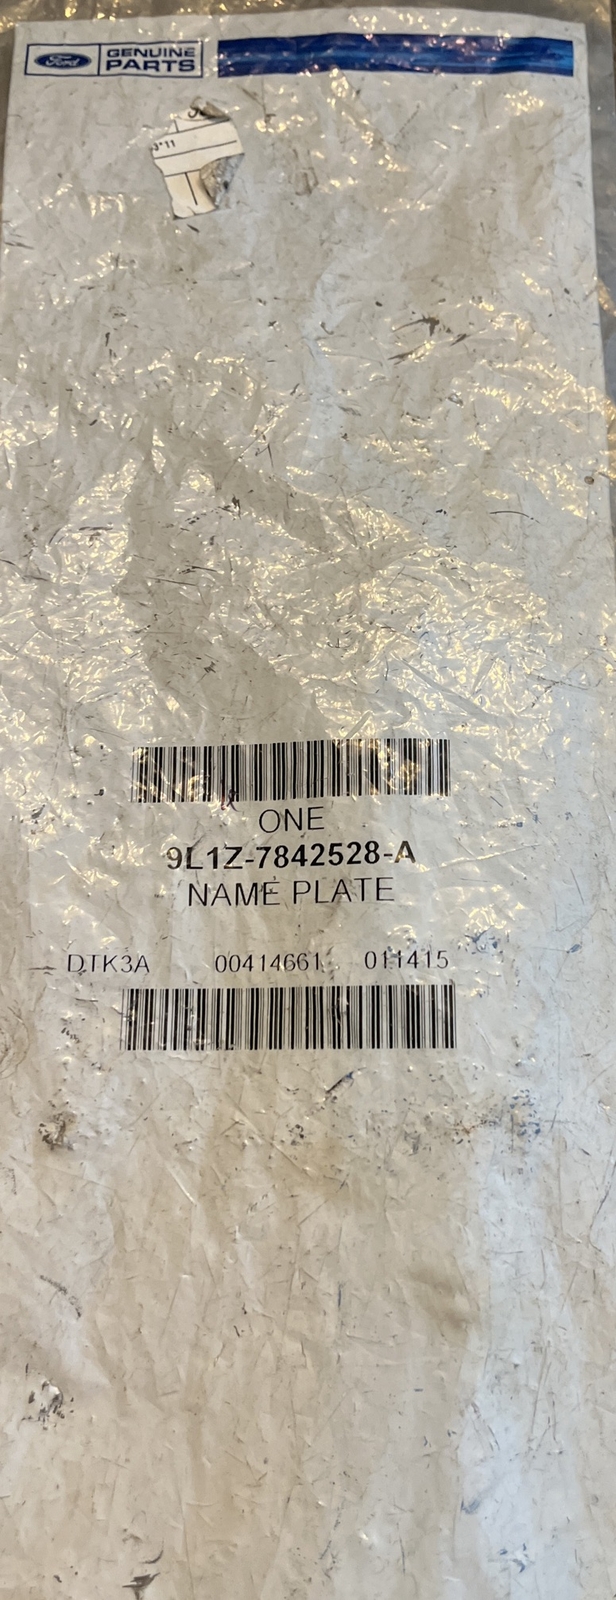 Ford
GENUINE
PARTS
ONE
9L1Z-7842528-A
NAME PLATE
DTK3A 00414661 011415